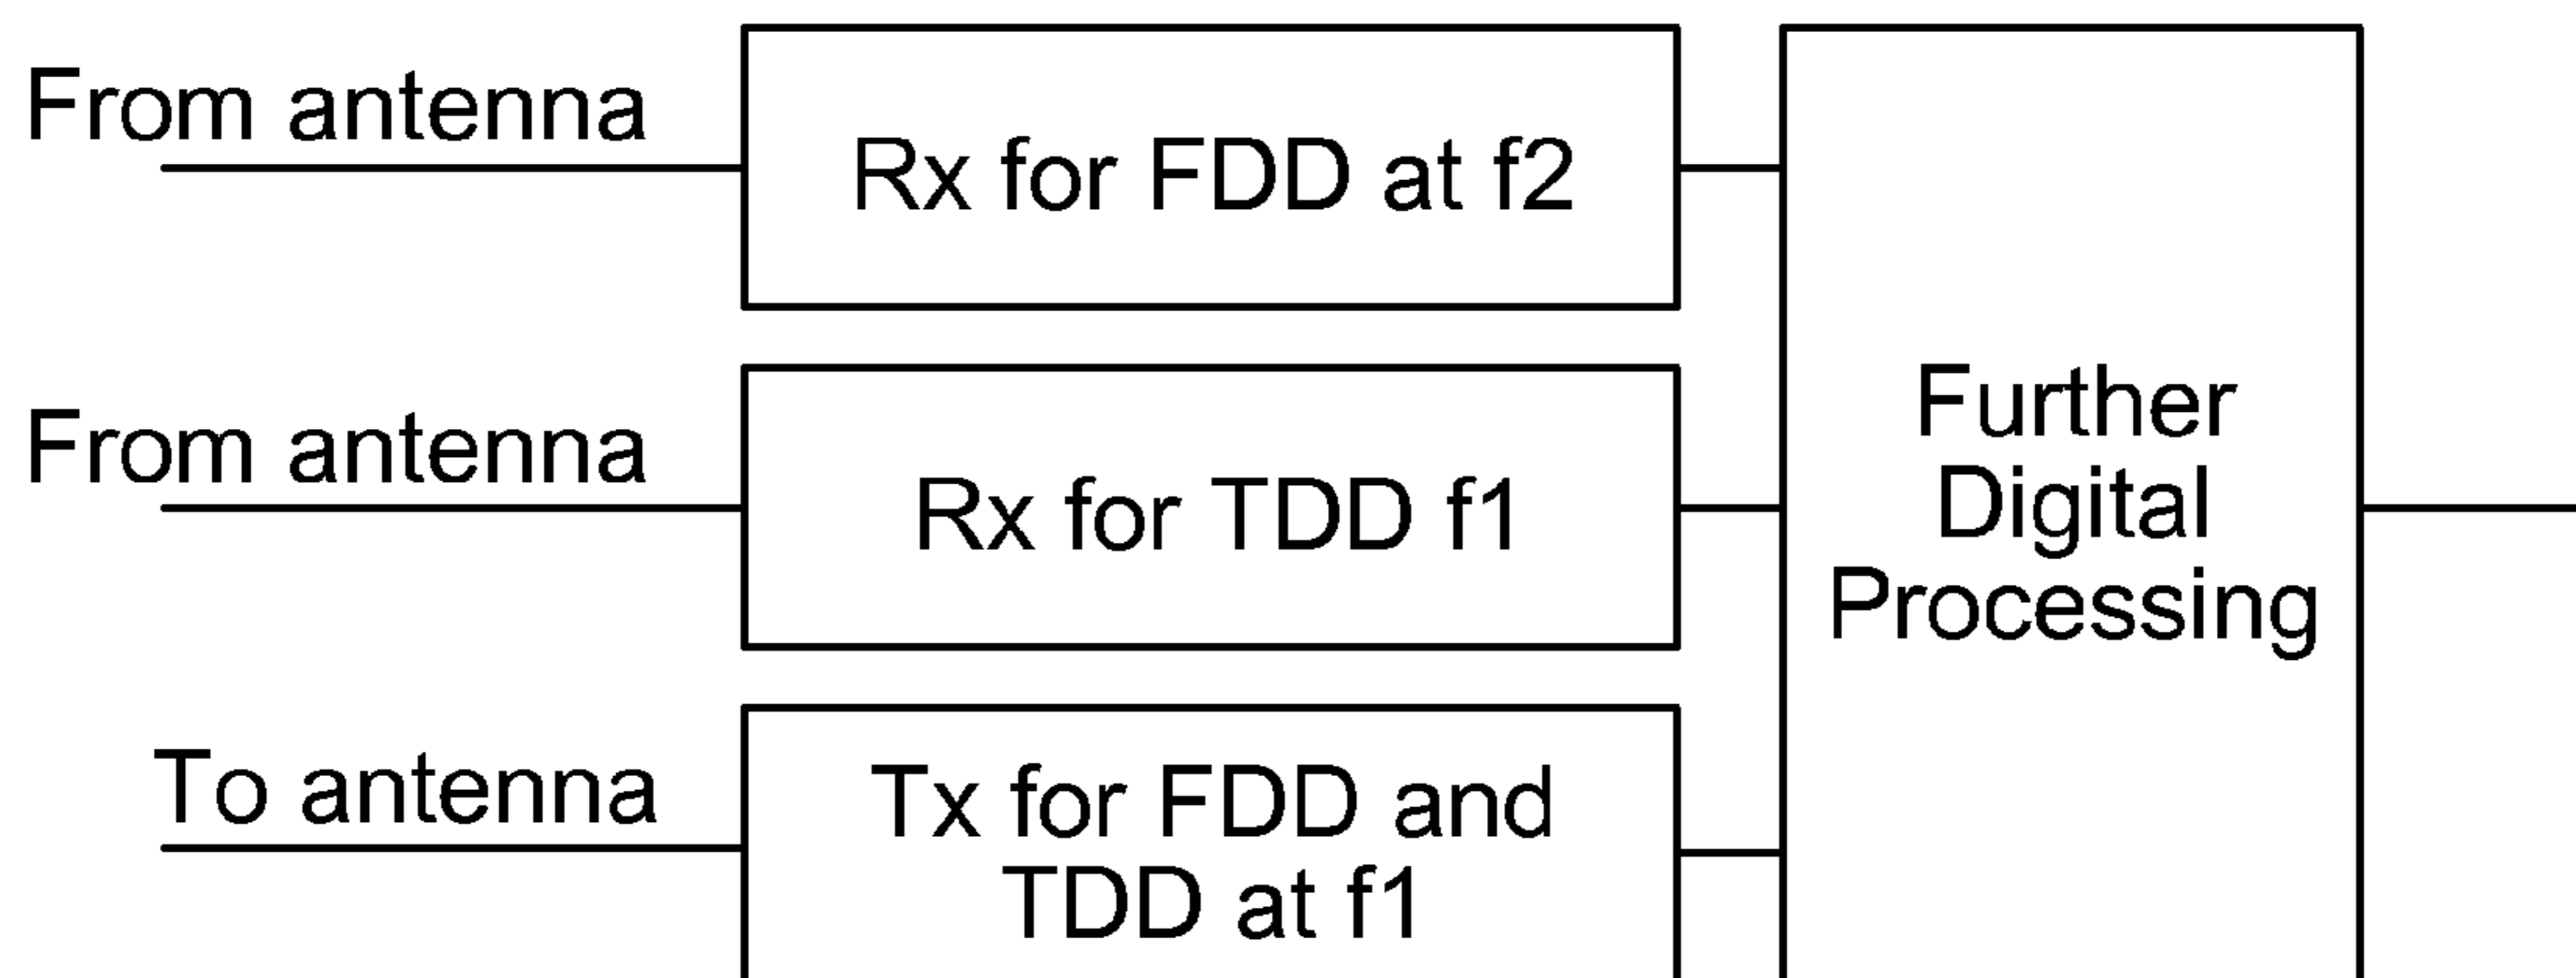 From antenna
Rx for FDD at f2
From antenna
Rx for TDD f1
Further
Digital
Processing
To antenna
Tx for FDD and
TDD at f1